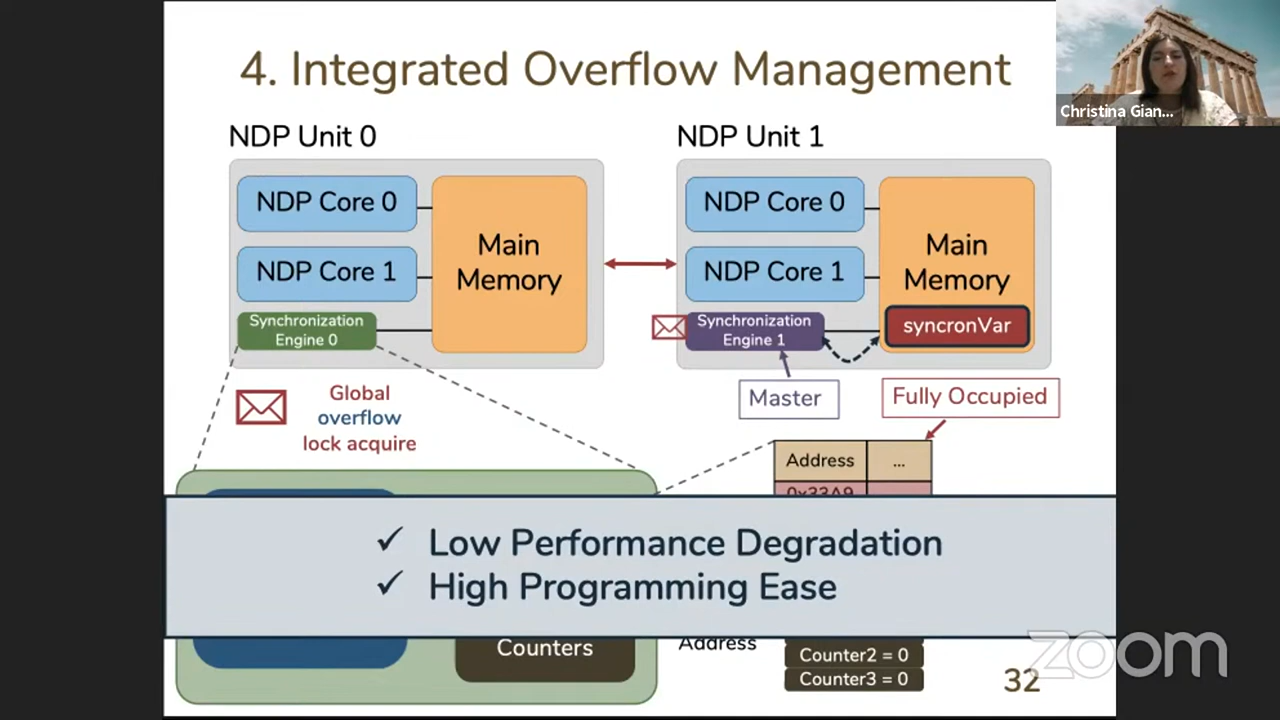 4. Integrated Overflow Management
Christina Gian...
NDP Unit 0
NDP Unit 1
NDP Core 0
NDP Core 1
Synchronization
Engine 0
Main
Memory
NDP Core 0
NDP Core 1
Synchronization
Engine 1
Main
Memory
syncronVar
Global
overflow
lock acquire
Master
Fully Occupied
Address
...
0x33A9
✓ Low Performance Degradation
✓ High Programming Ease
Counters
Address
Counter2 = 0
Counter3 = 0
32
zoom